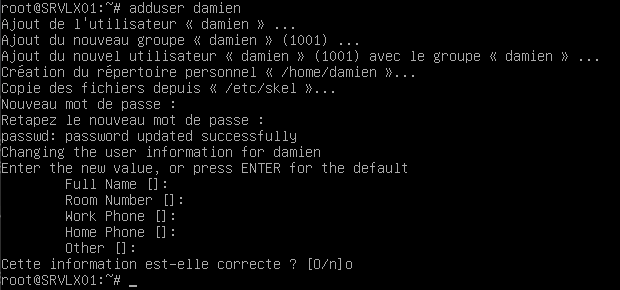 root@SRVLX01:~# adduser damien
Ajout de l'utilisateur « damien » ...
Ajout du nouveau groupe « damien » (1001) ...
Ajout du nouvel utilisateur « damien » (1001) avec le groupe « damien » ...
Création du répertoire personnel « /home/damien »...
Copie des fichiers depuis « /etc/skel »...
Nouveau mot de passe :
Retapez le nouveau mot de passe :
passwd: password updated successfully
Changing the user information for damien
Enter the new value, or press ENTER for the default
        Full Name []:
        Room Number []:
        Work Phone []:
        Home Phone []:
        Other []:
Cette information est-elle correcte ? [O/n]o
root@SRVLX01:~# _